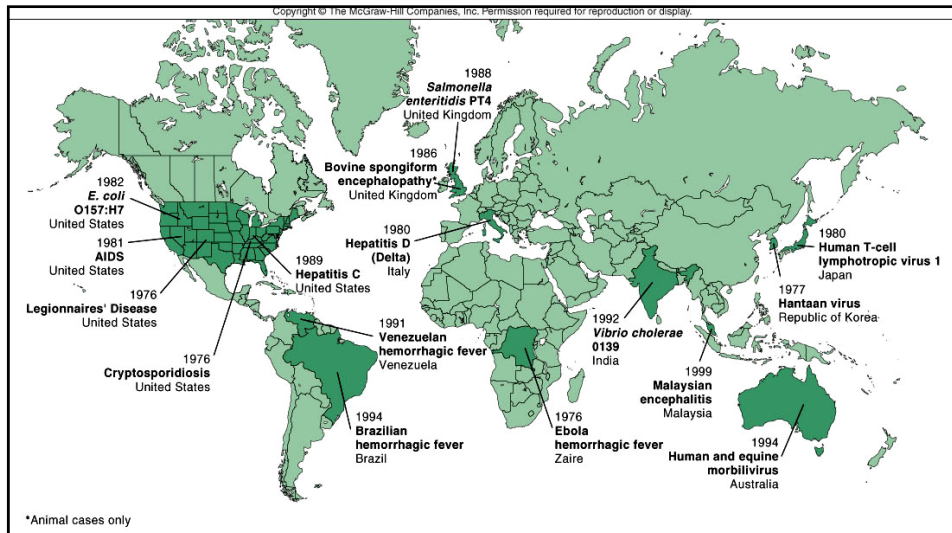 Copyright © The McGraw-Hill Companies, Inc. Permission required for reproduction or display.
1988
Salmonella
enteritidis PT4
United Kingdom
1986
Bovine spongiform
encephalopathy*
United Kingdom
1982
E. coli
O157:H7
United States
1981
AIDS
United States
1976
Legionnaires' Disease
United States
1976
Cryptosporidiosis
United States
1989
Hepatitis C
United States
1980
Hepatitis D
(Delta)
Italy
1991
Venezuelan
hemorrhagic fever
Venezuela
1994
Brazilian
hemorrhagic fever
Brazil
1976
Ebola
hemorrhagic fever
Zaire
1992
Vibrio cholerae
0139
India
1980
Human T-cell
lymphotropic virus 1
Japan
1977
Hantaan virus
Republic of Korea
1999
Malaysian
encephalitis
Malaysia
1994
Human and equine
morbilivirus
Australia
*Animal cases only